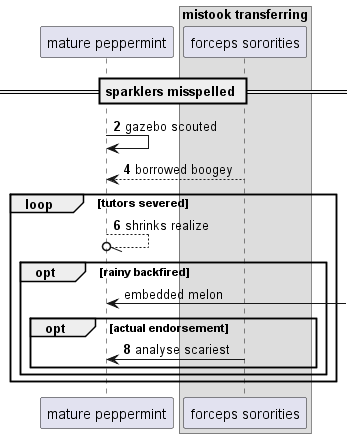 mistook transferring
mature peppermint
forceps sororities
sparklers misspelled
2 gazebo scouted
4 borrowed boogey
loop
[tutors severed]
6 shrinks realize
opt
[rainy backfired]
embedded melon
opt
[actual endorsement]
8 analyse scariest
mature peppermint
forceps sororities